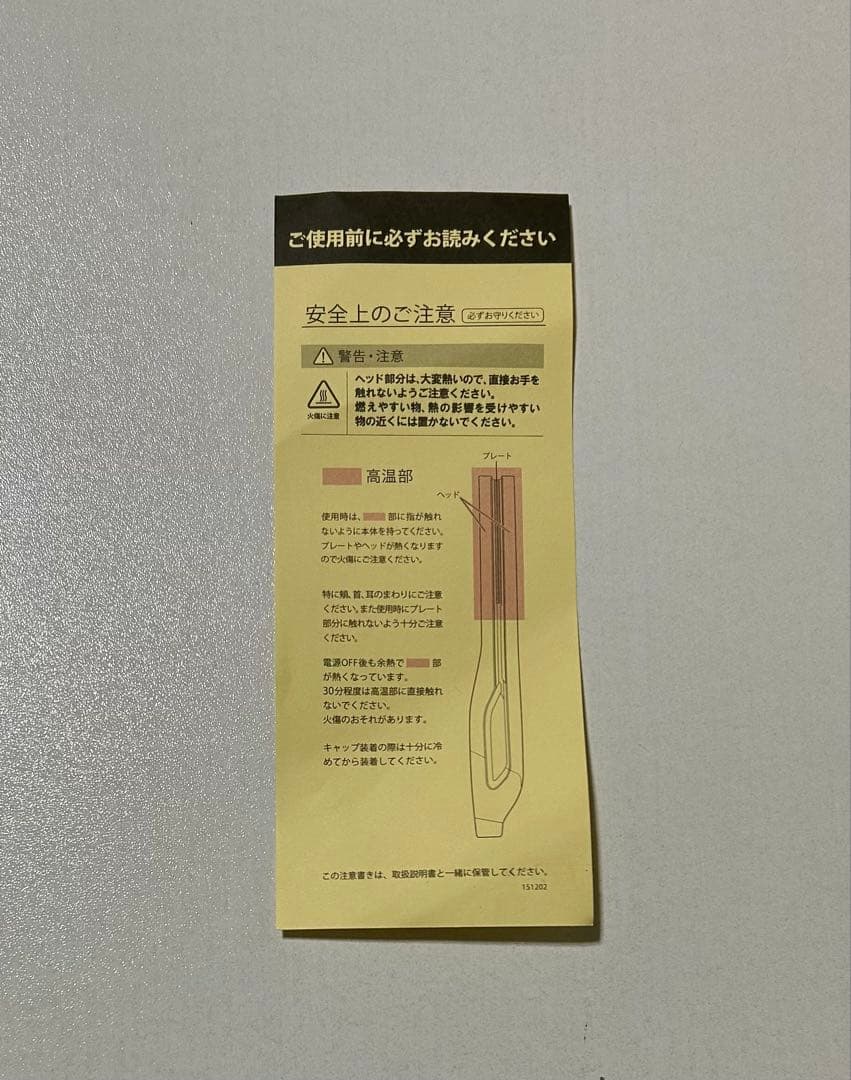 ご使用前に必ずお読みください
安全上のご注意 必ずお守りください
警告・注意
火傷に注意
ヘッド部分は、大変熱いので、直接お手を
触れないようご注意ください。
燃えやすい物、熱の影響を受けやすい
物の近くには置かないでください。
高温部
プレート
ヘッド
使用時は、 部に指が触れ
ないように本体を持ってください。
プレートやヘッドが熱くなります
ので火傷にご注意ください。
特に頬、首、耳のまわりにご注意
ください。また使用時にプレート
部分に触れないよう十分ご注意
ください。
電源OFF後も余熱で 部
が熱くなっています。
30分程度は高温部に直接触れ
ないでください。
火傷のおそれがあります。
キャップ装着の際は十分に冷
めてから装着してください。
この注意書きは、取扱説明書と一緒に保管してください。
151202